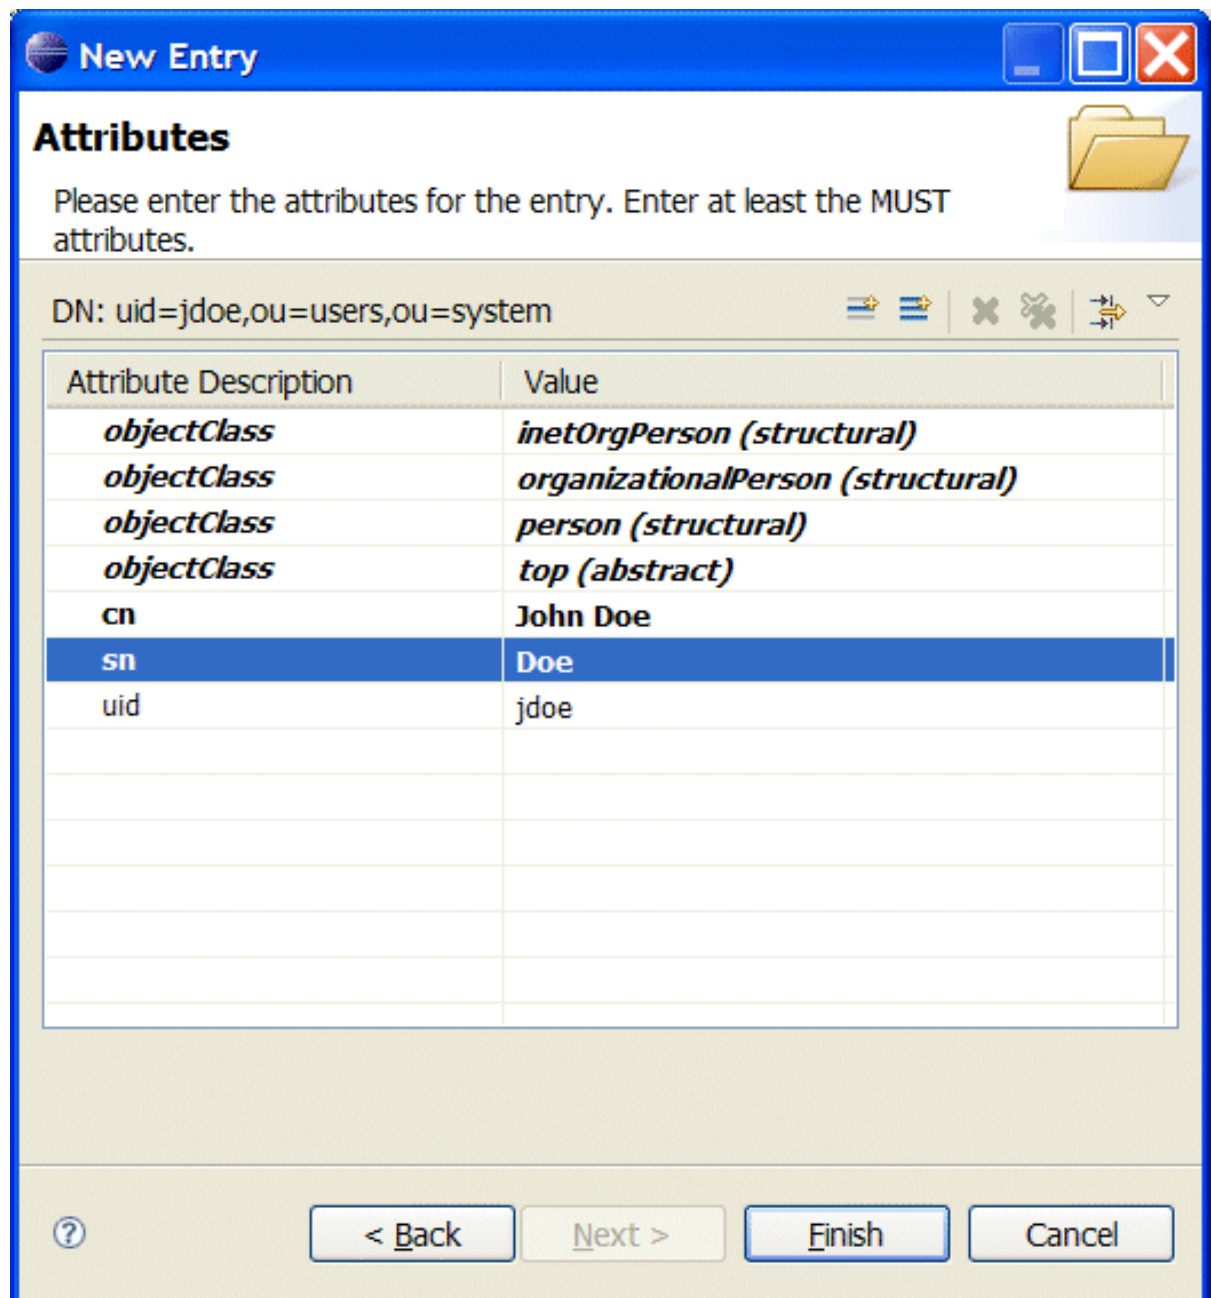 New Entry
Attributes
Please enter the attributes for the entry. Enter at least the MUST
attributes.
DN: uid=jdoe,ou=users,ou=system
Attribute Description Value
objectClass inetOrgPerson (structural)
objectClass organizationalPerson (structural)
objectClass person (structural)
objectClass top (abstract)
cn John Doe
sn Doe
uid jdoe
? < Back Next > Finish Cancel